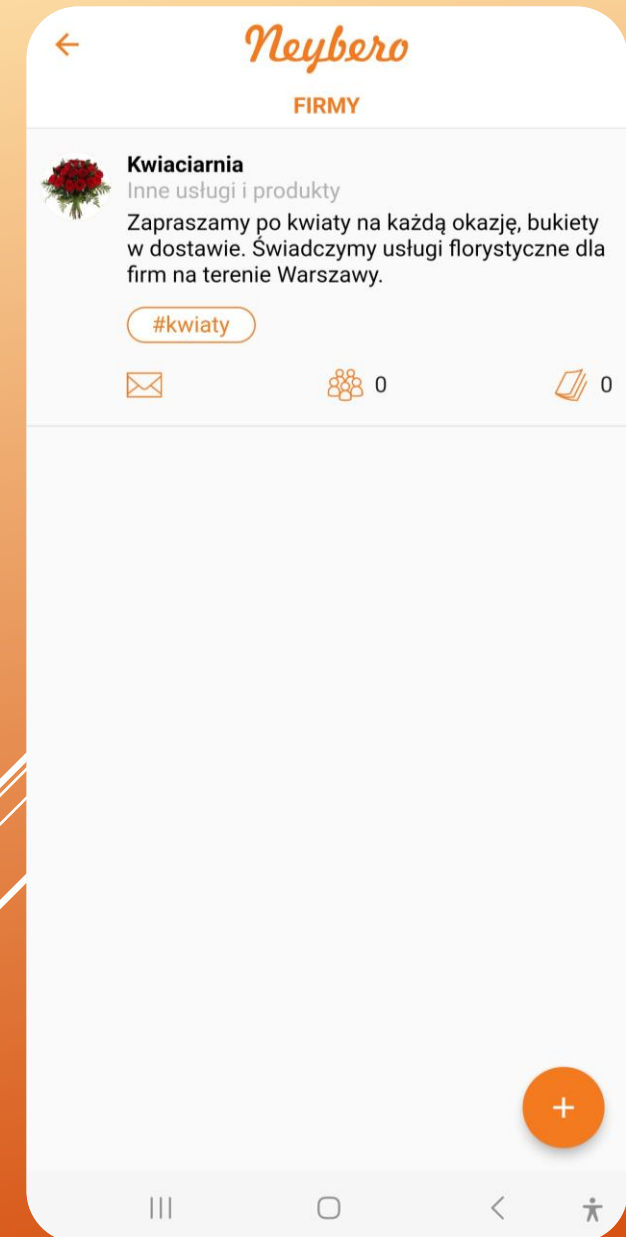 Neybero
FIRMY
Kwiaciarnia
Inne usługi i produkty
Zapraszamy po kwiaty na każdą okazję, bukiety
w dostawie. Świadczymy usługi florystyczne dla
firm na terenie Warszawy.
#kwiaty
0 0